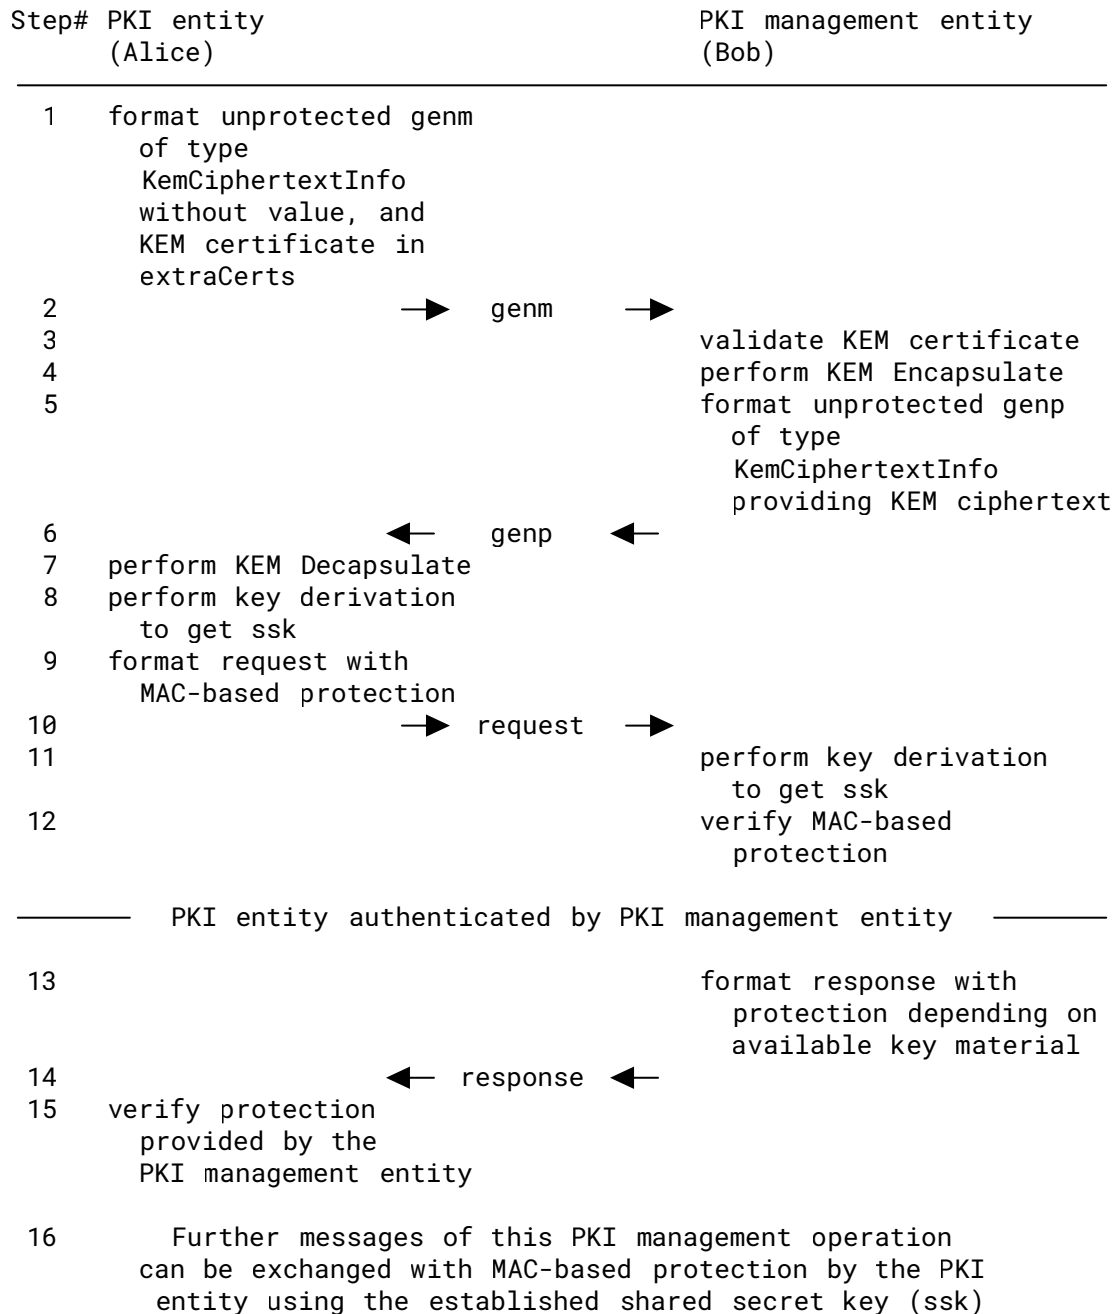 Step# PKI entity PKI management entity
(Alice) (Bob)
1 format unprotected genm
of type
KemCiphertextInfo
without value, and
KEM certificate in
extraCerts
2 genm
3 validate KEM certificate
4 perform KEM Encapsulate
5 format unprotected genp
of type
KemCiphertextInfo
providing KEM ciphertext
6 genp
7 perform KEM Decapsulate
8 perform key derivation
to get ssk
9 format request with
MAC-based protection
10 request
11 perform key derivation
to get ssk
12 verify MAC-based
protection
PKI entity authenticated by PKI management entity
13 format response with
protection depending on
available key material
14 response
15 verify protection
provided by the
PKI management entity
16 Further messages of this PKI management operation
can be exchanged with MAC-based protection by the PKI
entity using the established shared secret key (ssk)